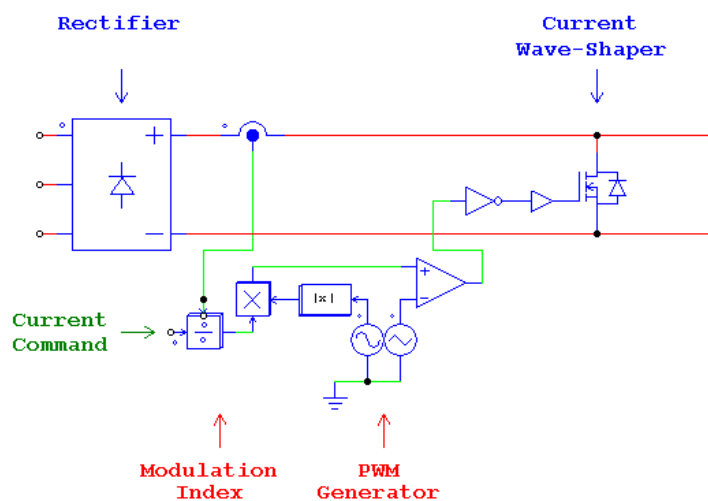 Rectifier
Current
Wave-Shaper
|x|
Current
Command
Modulation
Index
PWM
Generator